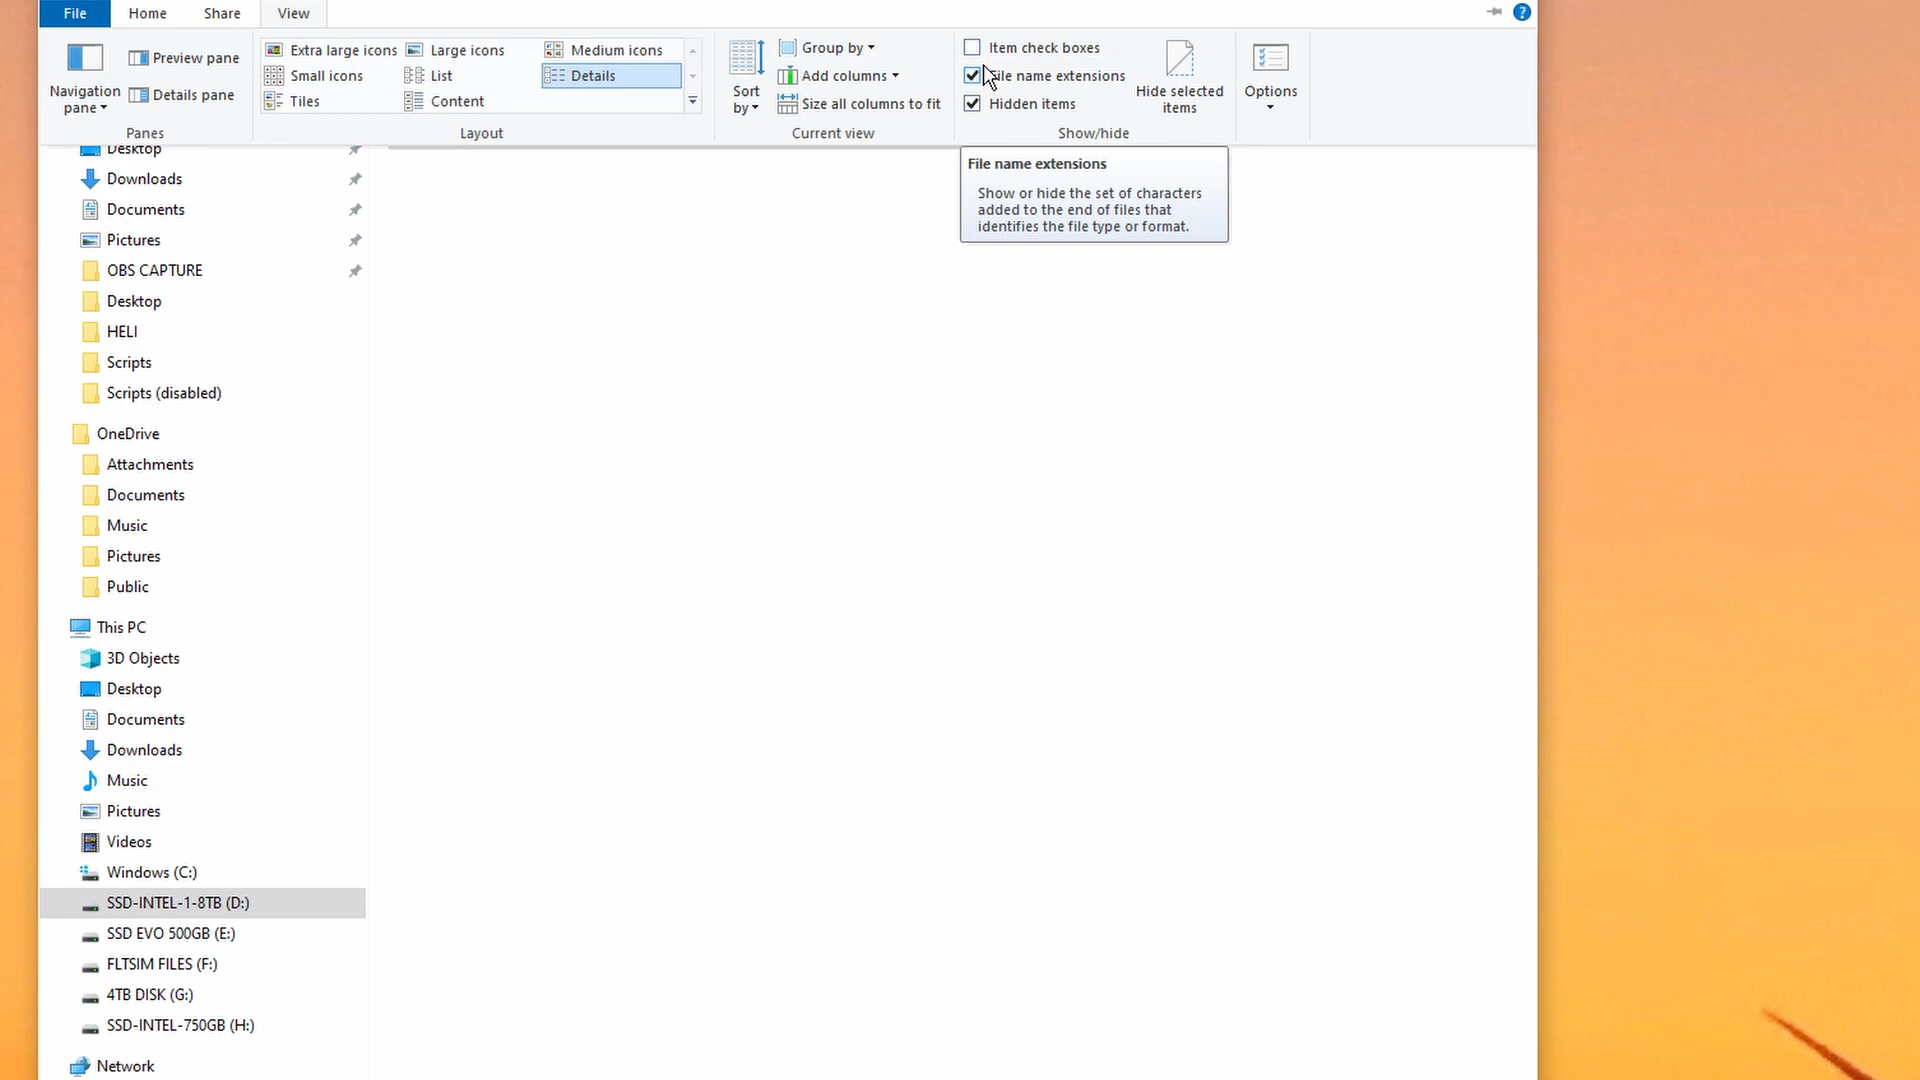 File Home Share View
?
Navigation pane
Preview pane
Details pane
Panes
Extra large icons Large icons Medium icons
Small icons List Details
Tiles Content
Layout
Sort by
Group by
Add columns
Size all columns to fit
Current view
Item check boxes
File name extensions
Hidden items
Hide selected items
Show/hide
Options
File name extensions
Show or hide the set of characters
added to the end of files that
identifies the file type or format.
Desktop
Downloads
Documents
Pictures
OBS CAPTURE
Desktop
HELI
Scripts
Scripts (disabled)
OneDrive
Attachments
Documents
Music
Pictures
Public
This PC
3D Objects
Desktop
Documents
Downloads
Music
Pictures
Videos
Windows (C:)
SSD-INTEL-1-8TB (D:)
SSD EVO 500GB (E:)
FLTSIM FILES (F:)
4TB DISK (G:)
SSD-INTEL-750GB (H:)
Network